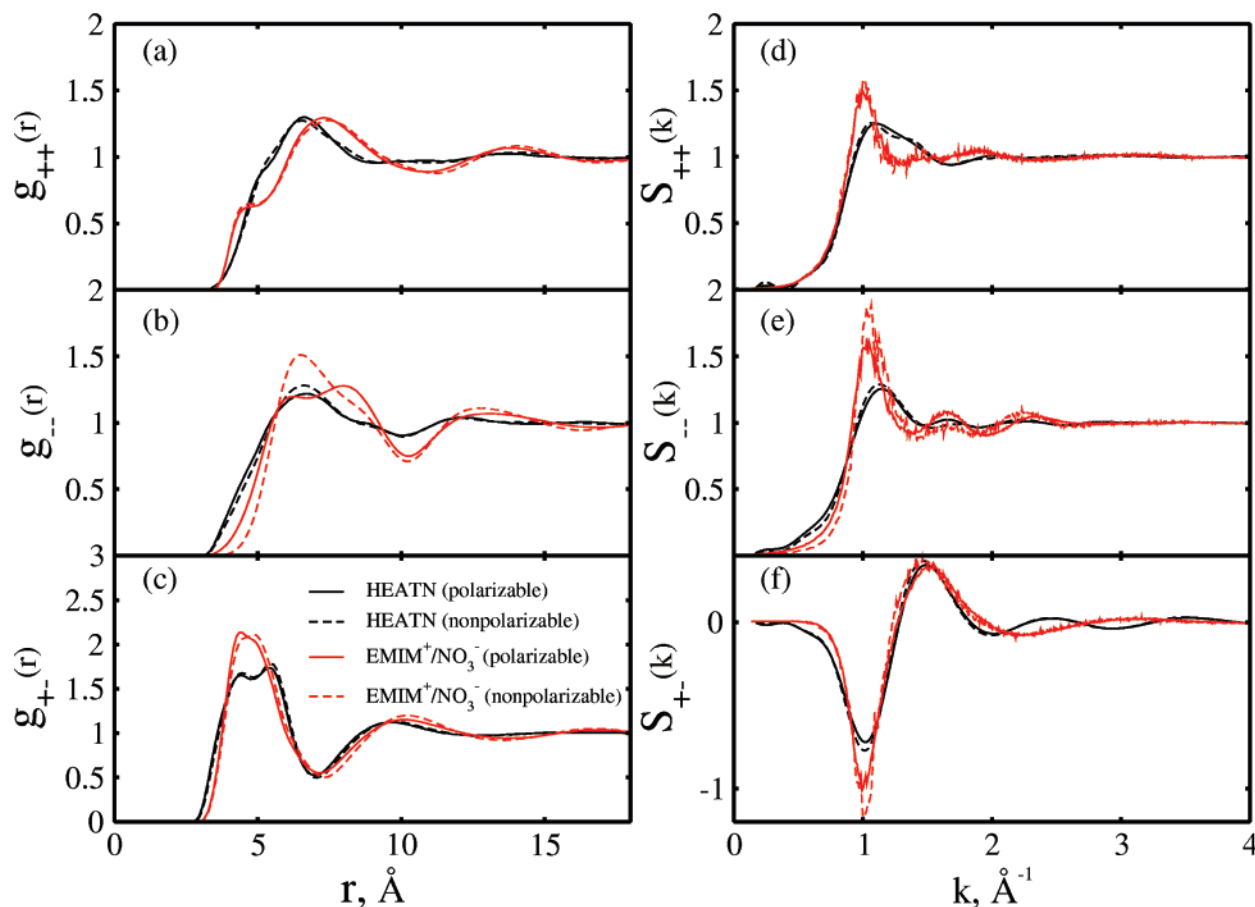 (a)
2
1.5
1
0.5
g++(r)
(b)
2
1.5
1
0.5
g--(r)
(c)
3
2.5
2
1.5
1
0.5
0
g+-(r)
HEATN (polarizable)
HEATN (nonpolarizable)
EMIM⁺/NO₃⁻ (polarizable)
EMIM⁺/NO₃⁻ (nonpolarizable)
0 5 10 15
r, Å
(d)
2
1.5
1
0.5
S++(k)
(e)
2
1.5
1
0.5
S--(k)
(f)
0
-1
S+-(k)
0 1 2 3 4
k, Å⁻¹